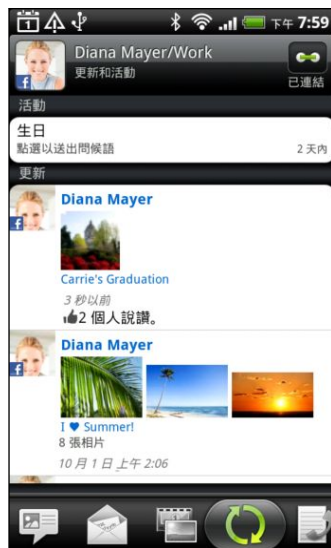 下午 7:59
Diana Mayer/Work
更新和活動
已連結
活動
生日
點選以送出問候語
2 天內
更新
Diana Mayer
Carrie's Graduation
3 秒以前
2 個人說讚。
Diana Mayer
I ♥ Summer!
8 張相片
10 月 1 日 上午 2:06